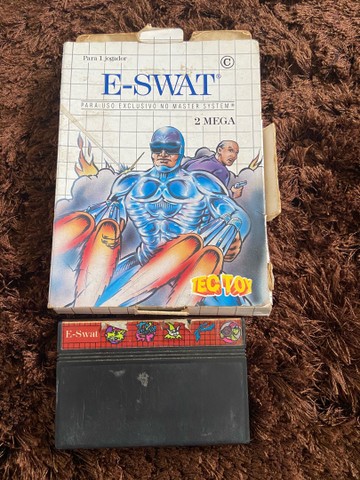 Para 1 jogador
©
E-SWAT®
PARA USO EXCLUSIVO NO MASTER SYSTEM®
2 MEGA
TEC TOY
E-Swat